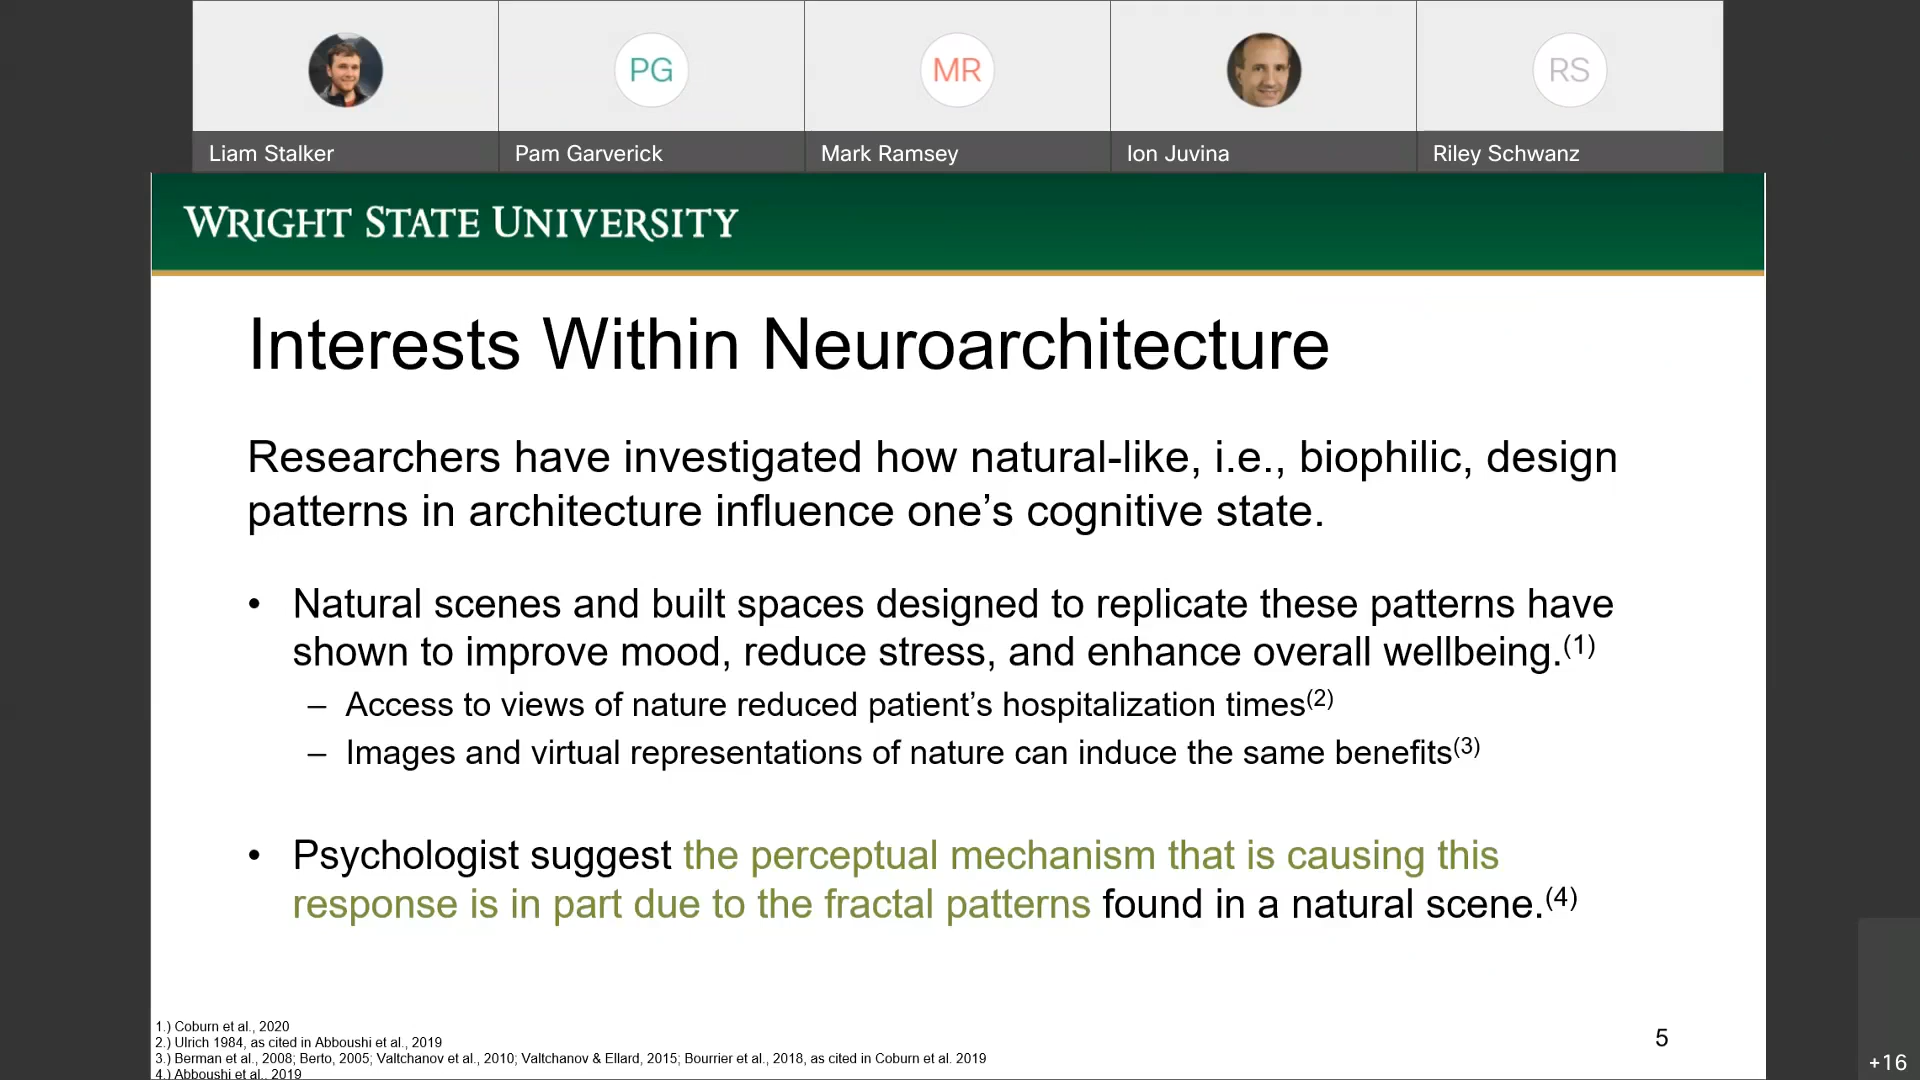 PG
MR
RS
Liam Stalker
Pam Garverick
Mark Ramsey
Ion Juvina
Riley Schwanz
WRIGHT STATE UNIVERSITY
Interests Within Neuroarchitecture
Researchers have investigated how natural-like, i.e., biophilic, design
patterns in architecture influence one’s cognitive state.
• Natural scenes and built spaces designed to replicate these patterns have
shown to improve mood, reduce stress, and enhance overall wellbeing.(1)
– Access to views of nature reduced patient’s hospitalization times(2)
– Images and virtual representations of nature can induce the same benefits(3)
• Psychologist suggest the perceptual mechanism that is causing this
response is in part due to the fractal patterns found in a natural scene.(4)
1.) Coburn et al., 2020
2.) Ulrich 1984, as cited in Abboushi et al., 2019
3.) Berman et al., 2008; Berto, 2005; Valtchanov et al., 2010; Valtchanov & Ellard, 2015; Bourrier et al., 2018, as cited in Coburn et al. 2019
4.) Abboushi et al., 2019
5
+16